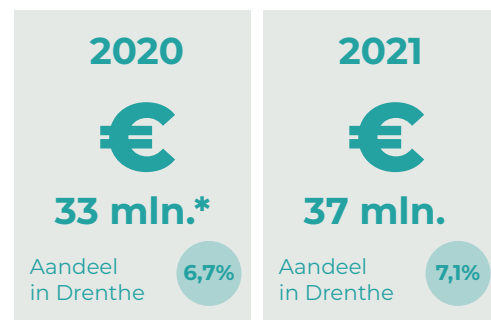 2020
€
33 mln.*
Aandeel
in Drenthe
6,7%
2021
€
37 mln.
Aandeel
in Drenthe
7,1%